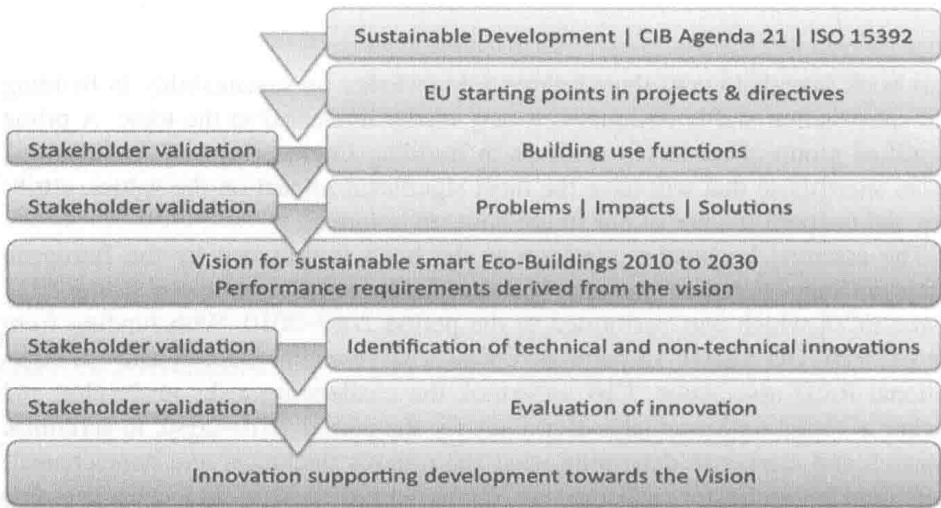 Sustainable Development | CIB Agenda 21 | ISO 15392
EU starting points in projects & directives
Stakeholder validation
Building use functions
Stakeholder validation
Problems | Impacts | Solutions
Vision for sustainable smart Eco-Buildings 2010 to 2030
Performance requirements derived from the vision
Stakeholder validation
Identification of technical and non-technical innovations
Stakeholder validation
Evaluation of innovation
Innovation supporting development towards the Vision